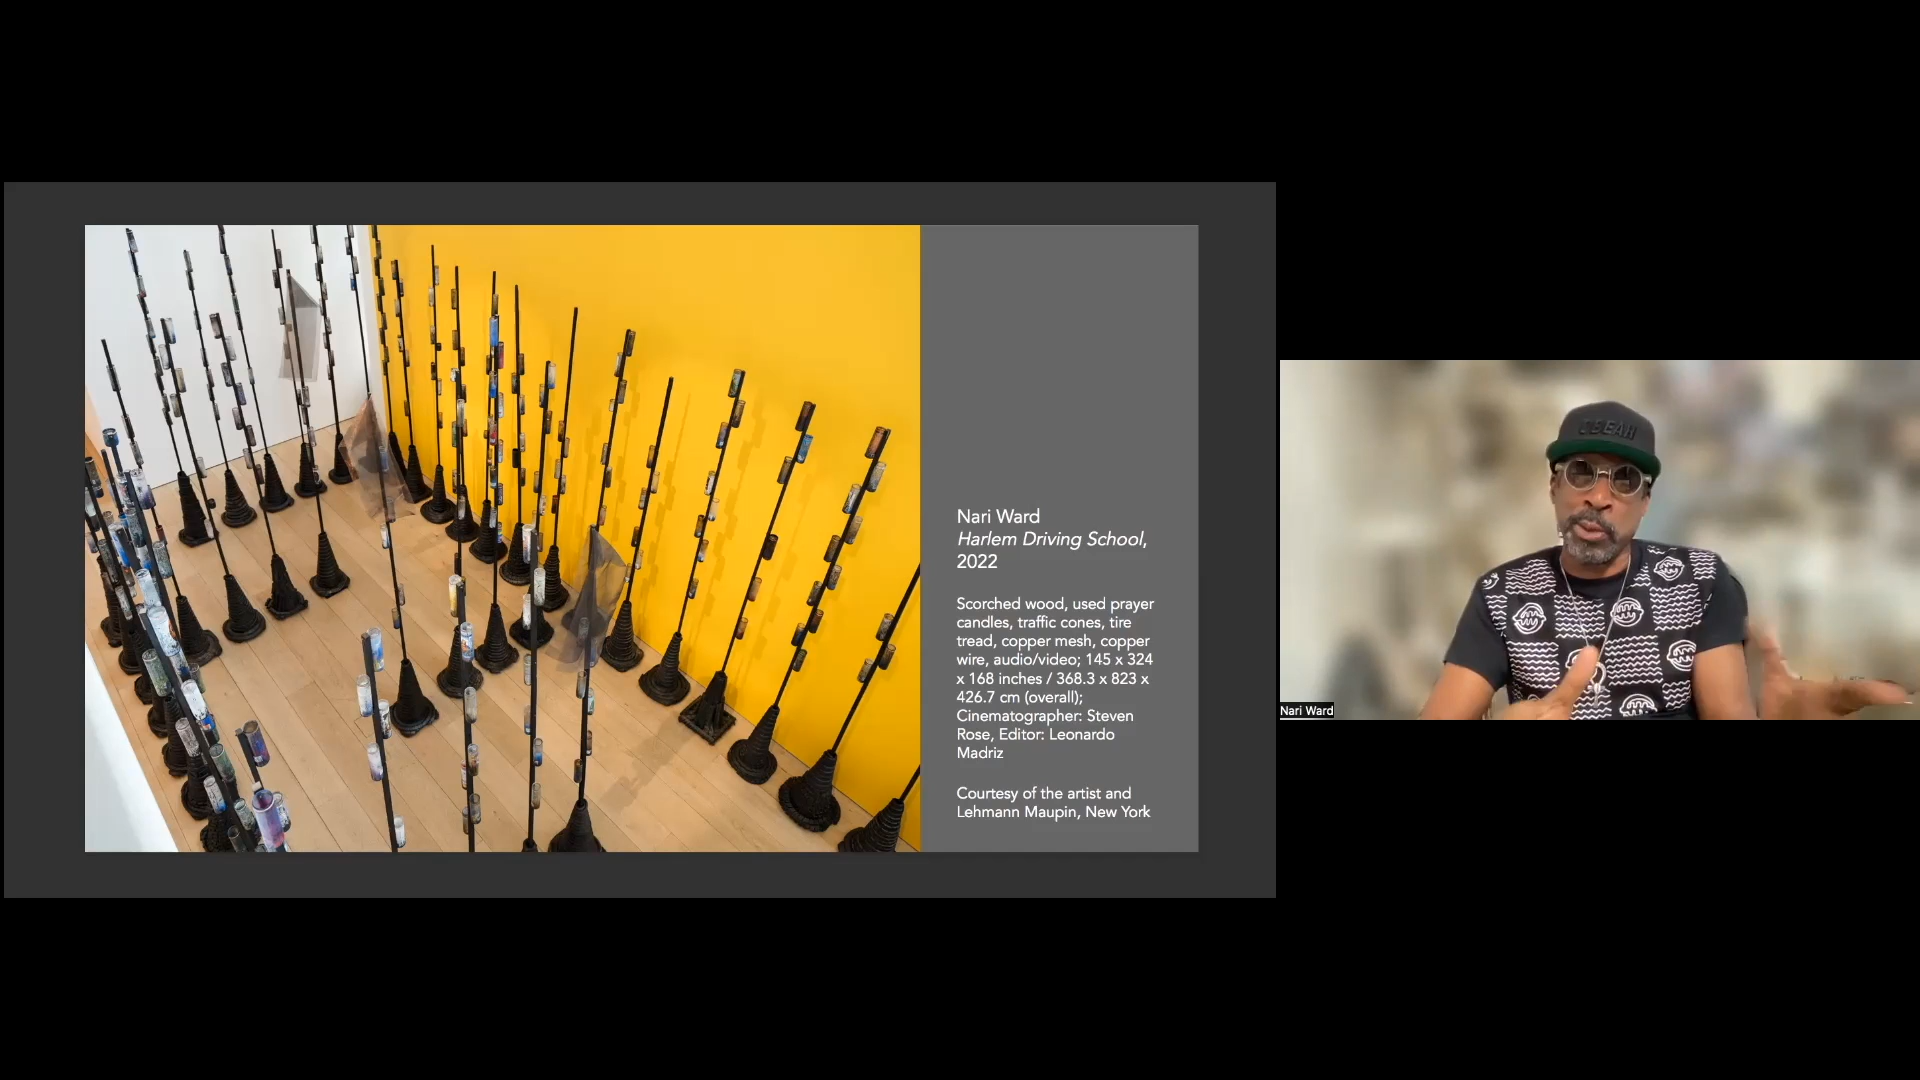 Nari Ward
Harlem Driving School,
2022
Scorched wood, used prayer
candles, traffic cones, tire
tread, copper mesh, copper
wire, audio/video; 145 x 324
x 168 inches / 368.3 x 823 x
426.7 cm (overall);
Cinematographer: Steven
Rose, Editor: Leonardo
Madriz
Courtesy of the artist and
Lehmann Maupin, New York
Nari Ward